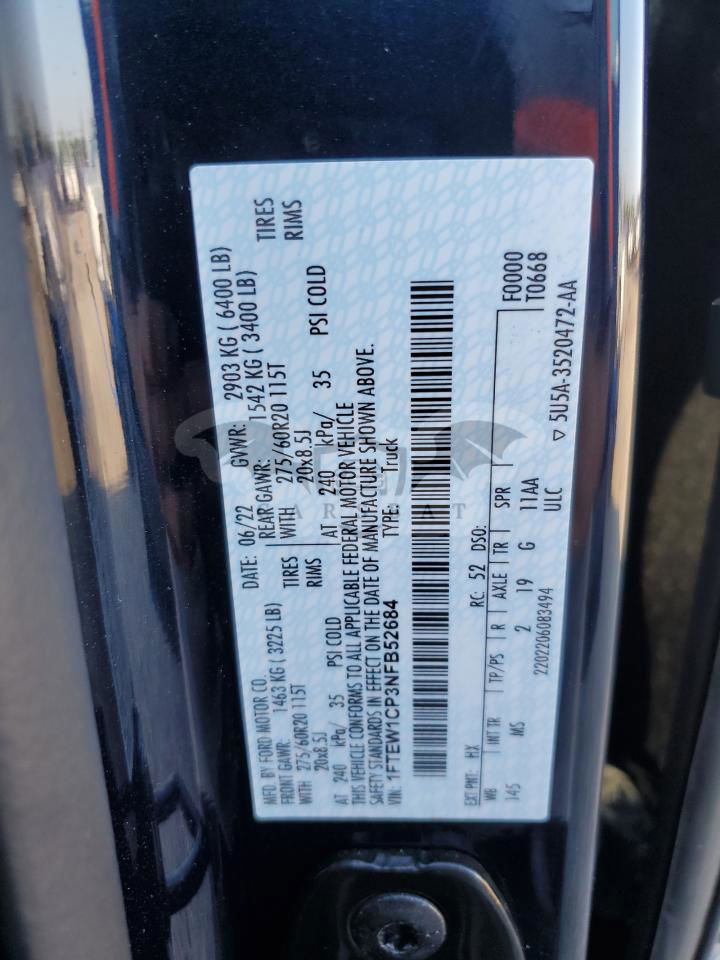 MFD. BY FORD MOTOR CO.
DATE: 06/22 GVWR: 2903 KG ( 6400 LB)
FRONT GAWR: 1463 KG ( 3225 LB) REAR GAWR: 1542 KG ( 3400 LB)
WITH 275/60R20 115T TIRES WITH 275/60R20 115T TIRES
20x8.5J RIMS 20x8.5J RIMS
AT 240 kPa/ 35 PSI COLD AT 240 kPa/ 35 PSI COLD
THIS VEHICLE CONFORMS TO ALL APPLICABLE FEDERAL MOTOR VEHICLE
SAFETY STANDARDS IN EFFECT ON THE DATE OF MANUFACTURE SHOWN ABOVE.
VIN: 1FTEW1CP3NFB52684 TYPE: Truck
EXT PNT: HX RC: 52 DSO: F0000
T0668
WB INT TR TP/PS R AXLE TR SPR
145 MS 2 19 G 11AA
2202206083494 ULC
▽ 5U5A-3520472-AA